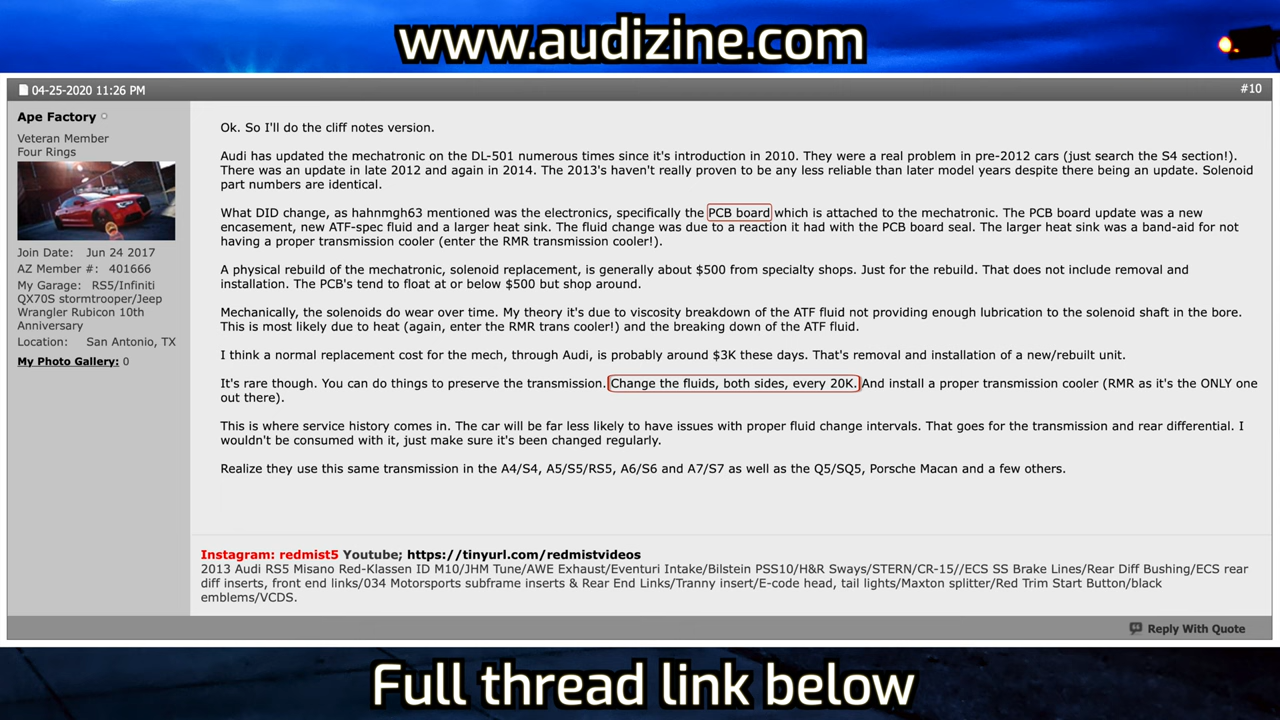 www.audizine.com
04-25-2020 11:26 PM
#10
Ape Factory
Veteran Member
Four Rings
Join Date: Jun 24 2017
AZ Member #: 401666
My Garage: RS5/Infiniti
QX70S stormtrooper/Jeep
Wrangler Rubicon 10th
Anniversary
Location: San Antonio, TX
My Photo Gallery: 0
Ok. So I'll do the cliff notes version.
Audi has updated the mechatronic on the DL-501 numerous times since it's introduction in 2010. They were a real problem in pre-2012 cars (just search the S4 section!).
There was an update in late 2012 and again in 2014. The 2013's haven't really proven to be any less reliable than later model years despite there being an update. Solenoid
part numbers are identical.
What DID change, as hahnmgh63 mentioned was the electronics, specifically the PCB board which is attached to the mechatronic. The PCB board update was a new
encasement, new ATF-spec fluid and a larger heat sink. The fluid change was due to a reaction it had with the PCB board seal. The larger heat sink was a band-aid for not
having a proper transmission cooler (enter the RMR transmission cooler!).
A physical rebuild of the mechatronic, solenoid replacement, is generally about $500 from specialty shops. Just for the rebuild. That does not include removal and
installation. The PCB's tend to float at or below $500 but shop around.
Mechanically, the solenoids do wear over time. My theory it's due to viscosity breakdown of the ATF fluid not providing enough lubrication to the solenoid shaft in the bore.
This is most likely due to heat (again, enter the RMR trans cooler!) and the breaking down of the ATF fluid.
I think a normal replacement cost for the mech, through Audi, is probably around $3K these days. That's removal and installation of a new/rebuilt unit.
It's rare though. You can do things to preserve the transmission. Change the fluids, both sides, every 20K. And install a proper transmission cooler (RMR as it's the ONLY one
out there).
This is where service history comes in. The car will be far less likely to have issues with proper fluid change intervals. That goes for the transmission and rear differential. I
wouldn't be consumed with it, just make sure it's been changed regularly.
Realize they use this same transmission in the A4/S4, A5/S5/RS5, A6/S6 and A7/S7 as well as the Q5/SQ5, Porsche Macan and a few others.
Instagram: redmist5 Youtube; https://tinyurl.com/redmistvideos
2013 Audi RS5 Misano Red-Klassen ID M10/JHM Tune/AWE Exhaust/Eventuri Intake/Bilstein PSS10/H&R Sways/STERN/CR-15//ECS SS Brake Lines/Rear Diff Bushing/ECS rear
diff inserts, front end links/034 Motorsports subframe inserts & Rear End Links/Tranny insert/E-code head, tail lights/Maxton splitter/Red Trim Start Button/black
emblems/VCDS.
Reply With Quote
Full thread link below